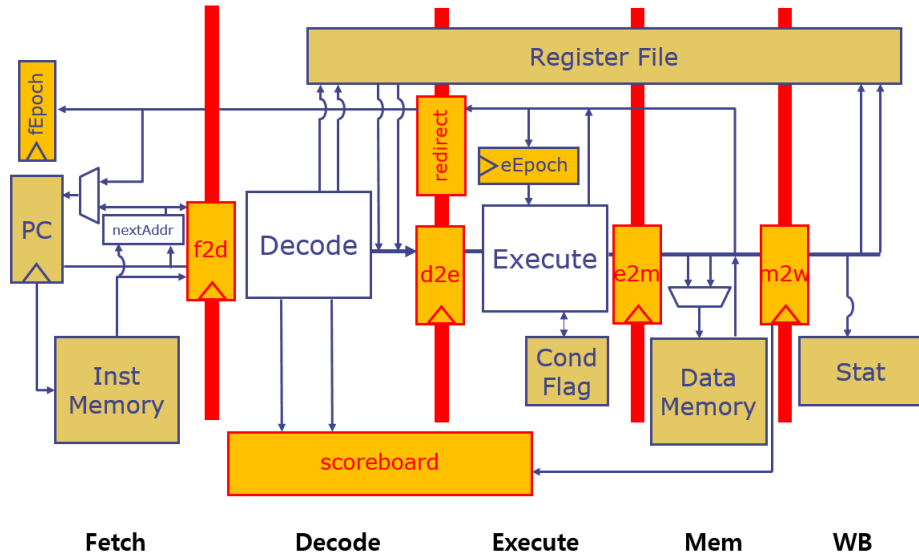 Register File
fEpoch
redirect
eEpoch
PC
nextAddr
f2d
Decode
d2e
Execute
e2m
m2w
Inst
Memory
Cond
Flag
Data
Memory
Stat
scoreboard
Fetch
Decode
Execute
Mem
WB